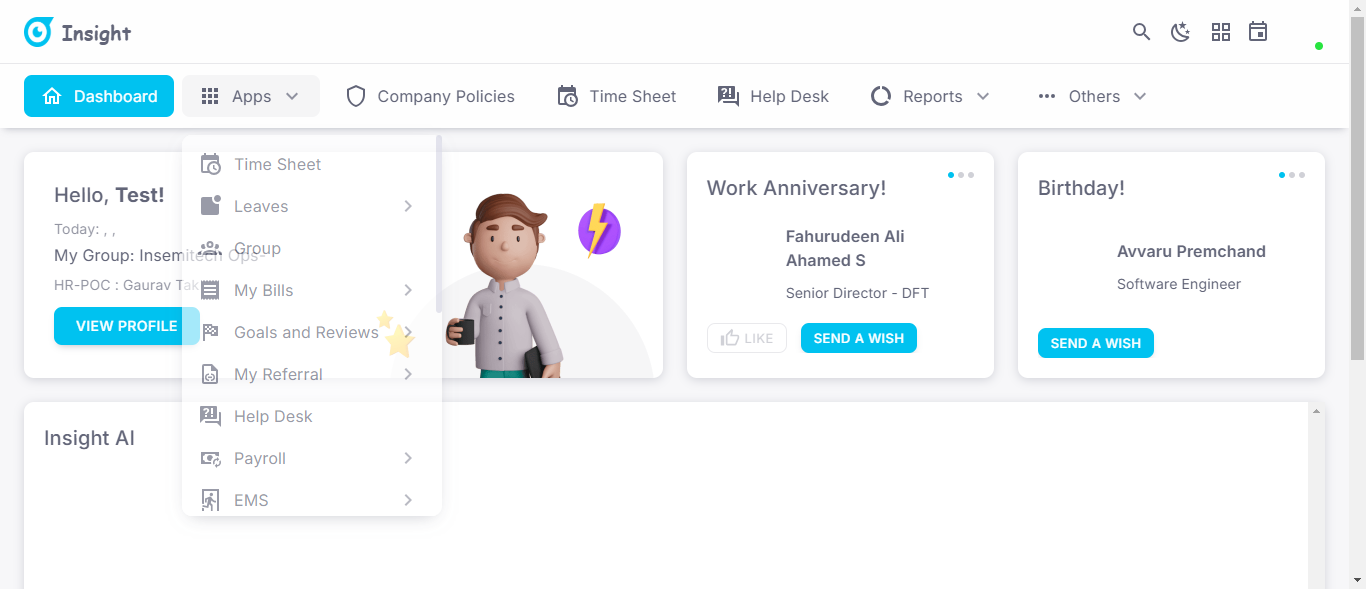 Insight
Dashboard
Apps
Company Policies
Time Sheet
Help Desk
Reports
Others
Time Sheet
Leaves
Group
My Bills
Goals and Reviews
My Referral
Help Desk
Payroll
EMS
Hello, Test!
Today: , ,
My Group: Insemitech Ops-
HR-POC : Gaurav Tak
VIEW PROFILE
Work Anniversary!
Fahurudeen Ali
Ahamed S
Senior Director - DFT
LIKE
SEND A WISH
Birthday!
Avvaru Premchand
Software Engineer
SEND A WISH
Insight AI